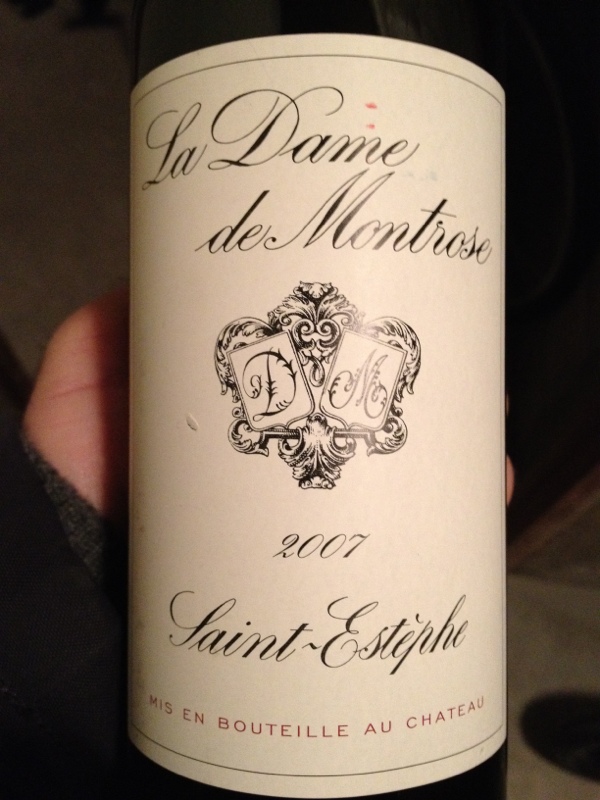 La Dame
de Montrose
D M
2007
Saint~Estèphe
MIS EN BOUTEILLE AU CHATEAU